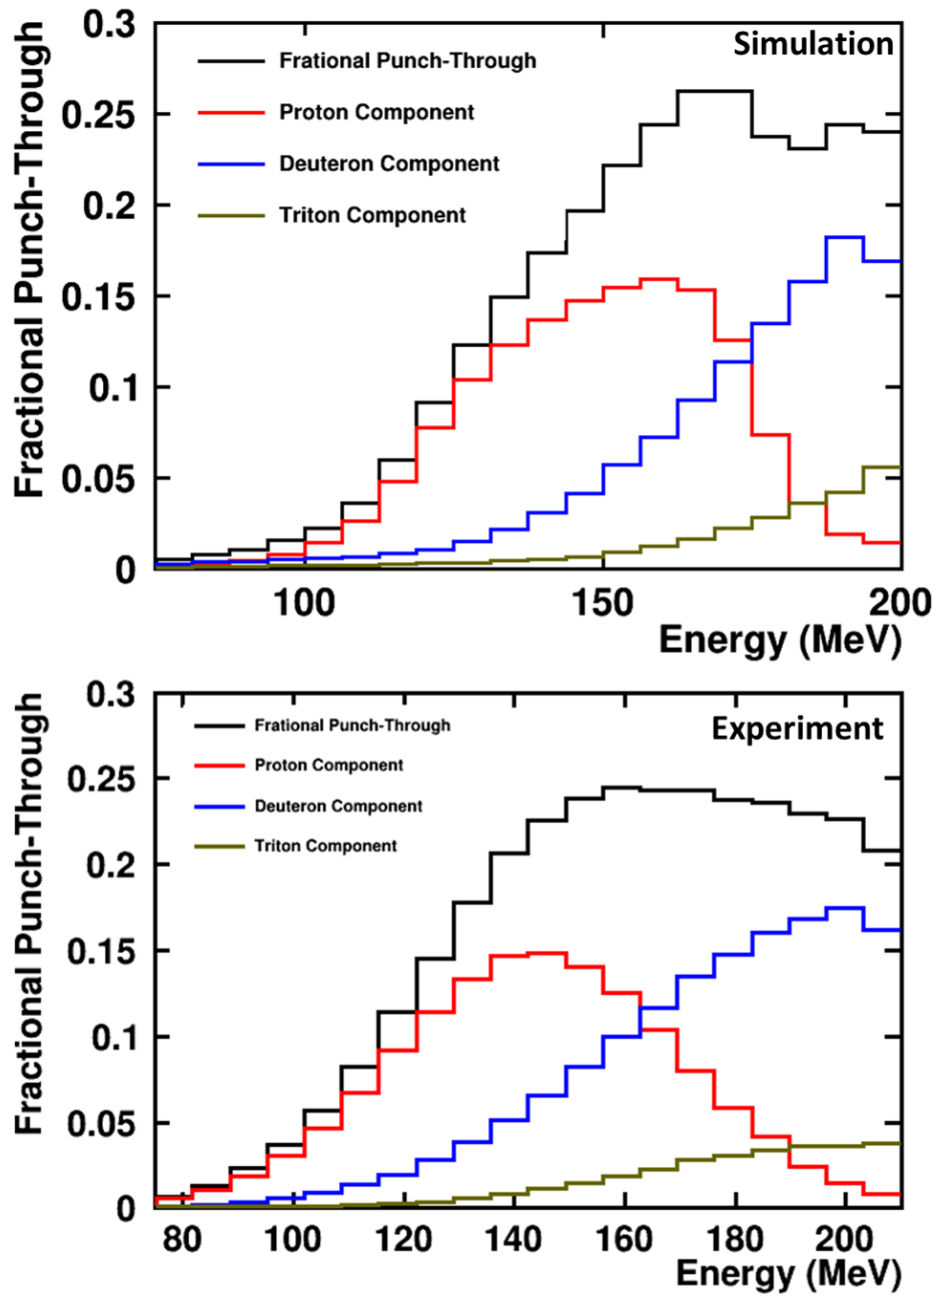 Simulation
Frational Punch-Through
Proton Component
Deuteron Component
Triton Component
Fractional Punch-Through
0.3
0.25
0.2
0.15
0.1
0.05
0
100 150 200
Energy (MeV)
Experiment
Frational Punch-Through
Proton Component
Deuteron Component
Triton Component
Fractional Punch-Through
0.3
0.25
0.2
0.15
0.1
0.05
0
80 100 120 140 160 180 200
Energy (MeV)